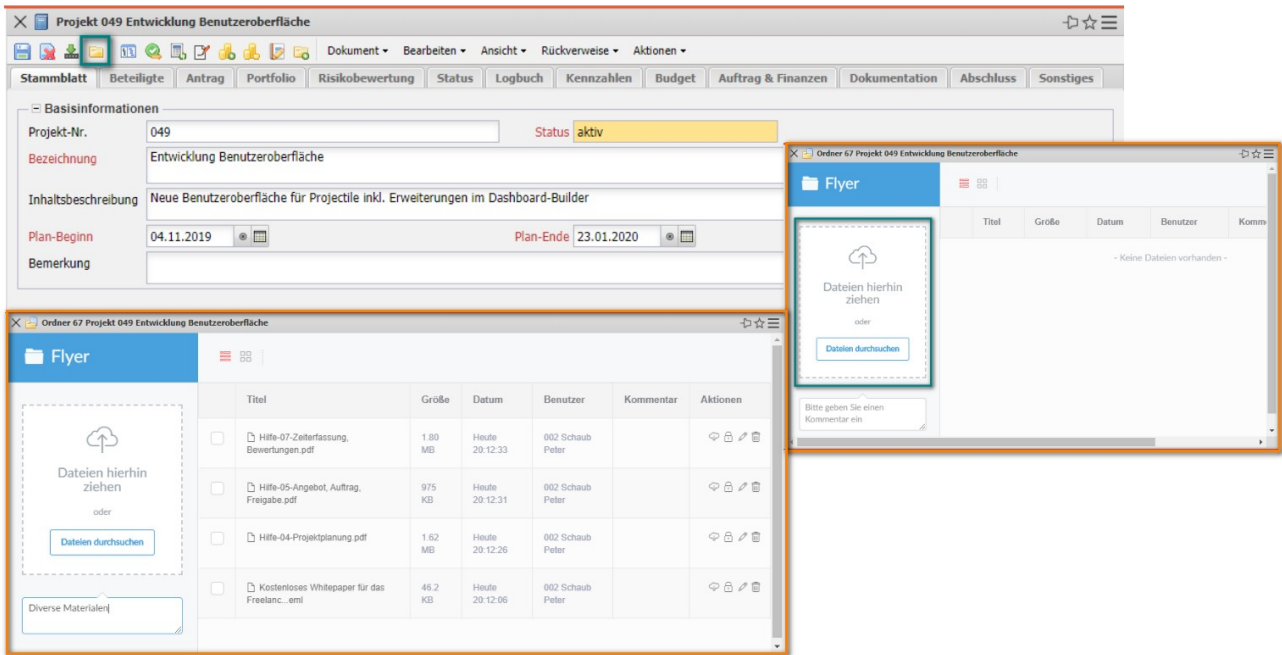 Projekt 049 Entwicklung Benutzeroberfläche
Dokument Bearbeiten Ansicht Rückverweise Aktionen
Stammblatt Beteiligte Antrag Portfolio Risikobewertung Status Logbuch Kennzahlen Budget Auftrag & Finanzen Dokumentation Abschluss Sonstiges
Basisinformationen
Projekt-Nr. 049 Status aktiv
Bezeichnung Entwicklung Benutzeroberfläche
Inhaltsbeschreibung Neue Benutzeroberfläche für Projectile inkl. Erweiterungen im Dashboard-Builder
Plan-Beginn 04.11.2019 Plan-Ende 23.01.2020
Bemerkung
Ordner 67 Projekt 049 Entwicklung Benutzeroberfläche
Flyer
Titel Größe Datum Benutzer Komme
- Keine Dateien vorhanden -
Dateien hierhin
ziehen
oder
Dateien durchsuchen
Bitte geben Sie einen
Kommentar ein
Ordner 67 Projekt 049 Entwicklung Benutzeroberfläche
Flyer
Dateien hierhin
ziehen
oder
Dateien durchsuchen
Diverse Materialen
Titel Größe Datum Benutzer Kommentar Aktionen
Hilfe-07-Zeiterfassung, 1.80 Heute 002 Schaub
Bewertungen.pdf MB 20:12:33 Peter
Hilfe-05-Angebot, Auftrag, 975 Heute 002 Schaub
Freigabe.pdf KB 20:12:31 Peter
Hilfe-04-Projektplanung.pdf 1.62 Heute 002 Schaub
MB 20:12:26 Peter
Kostenloses Whitepaper für das 46.2 Heute 002 Schaub
Freelanc...eml KB 20:12:06 Peter